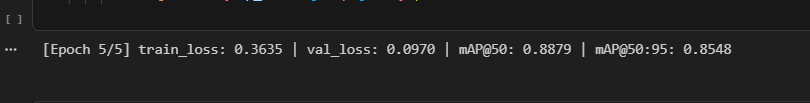 [ ]
[Epoch 5/5] train_loss: 0.3635 | val_loss: 0.0970 | mAP@50: 0.8879 | mAP@50:95: 0.8548